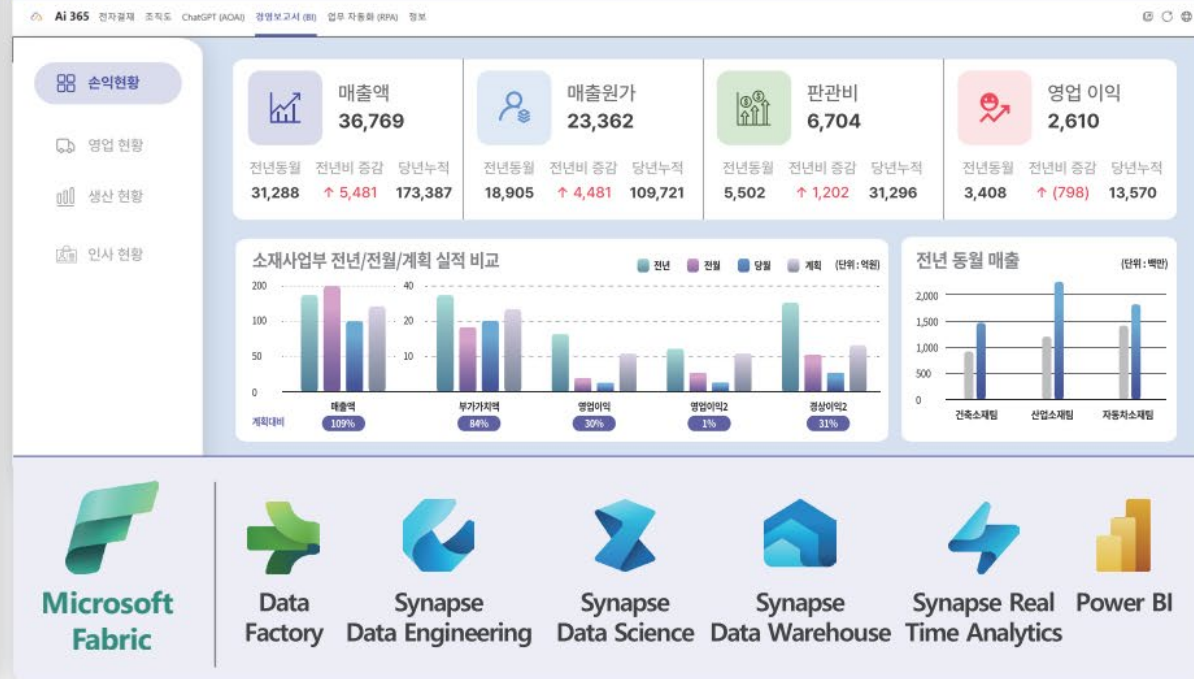 Ai 365 전자결재 조직도 ChatGPT (AOAI) 경영보고서 (BI) 업무 자동화 (RPA) 정보
손익현황
영업 현황
생산 현황
인사 현황
매출액
36,769
전년동월 전년비 증감 당년누적
31,288 ↑ 5,481 173,387
매출원가
23,362
전년동월 전년비 증감 당년누적
18,905 ↑ 4,481 109,721
판관비
6,704
전년동월 전년비 증감 당년누적
5,502 ↑ 1,202 31,296
영업 이익
2,610
전년동월 전년비 증감 당년누적
3,408 ↑ (798) 13,570
소재사업부 전년/전월/계획 실적 비교
전년 전월 당월 계획 (단위 : 억원)
200 40
100 20
50 10
0
매출액 부가가치액 영업이익 영업이익2 경상이익2
계획대비 109% 84% 30% 1% 31%
전년 동월 매출
(단위 : 백만)
2,000
1,500
1,000
500
0
건축소재팀 산업소재팀 자동차소재팀
Microsoft
Fabric
Data
Factory
Synapse
Data Engineering
Synapse
Data Science
Synapse
Data Warehouse
Synapse Real
Time Analytics
Power BI